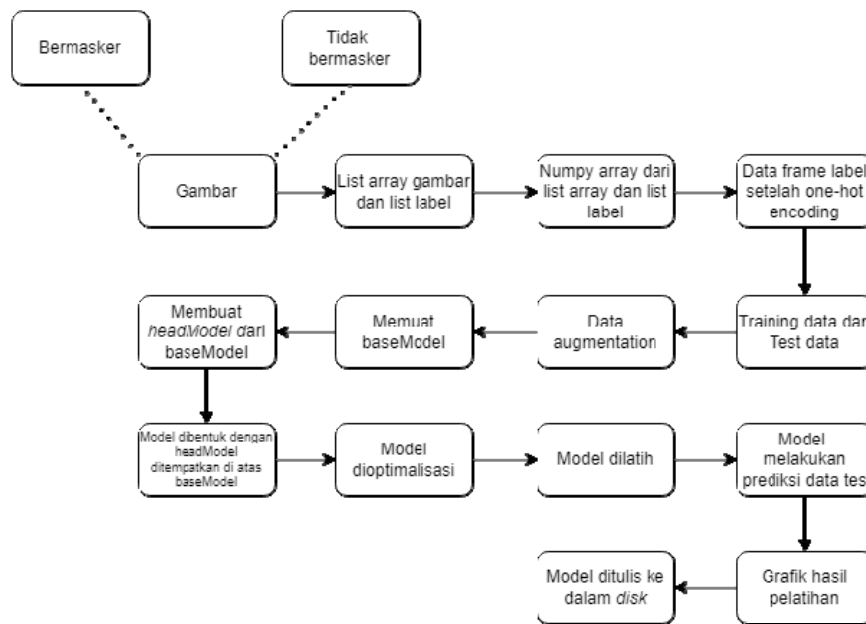 Bermasker
Tidak
bermasker
Gambar
List array gambar
dan list label
Numpy array dari
list array dan list
label
Data frame label
setelah one-hot
encoding
Training data dan
Test data
Data
augmentation
Memuat
baseModel
Membuat
headModel dari
baseModel
Model dibentuk dengan
headModel
ditempatkan di atas
baseModel
Model
dioptimalisasi
Model dilatih
Model
melakukan
prediksi data test
Grafik hasil
pelatihan
Model ditulis ke
dalam disk